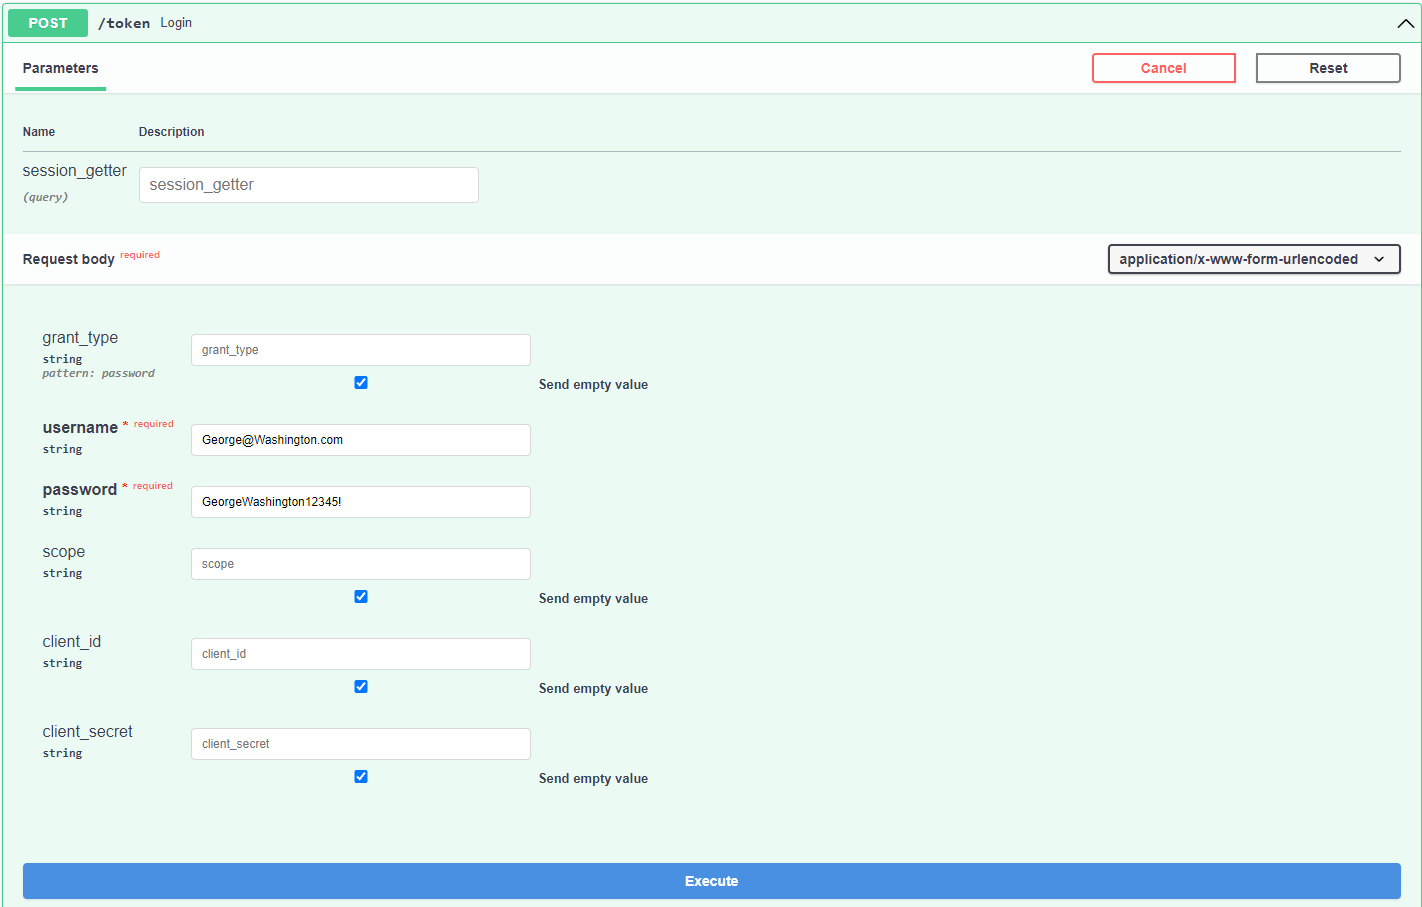 POST /token Login
Parameters Cancel Reset
Name Description
session_getter session_getter
(query)
Request body required application/x-www-form-urlencoded
grant_type grant_type
string
pattern: password
Send empty value
username * required George@Washington.com
string
password * required GeorgeWashington12345!
string
scope scope
string
Send empty value
client_id client_id
string
Send empty value
client_secret client_secret
string
Send empty value
Execute